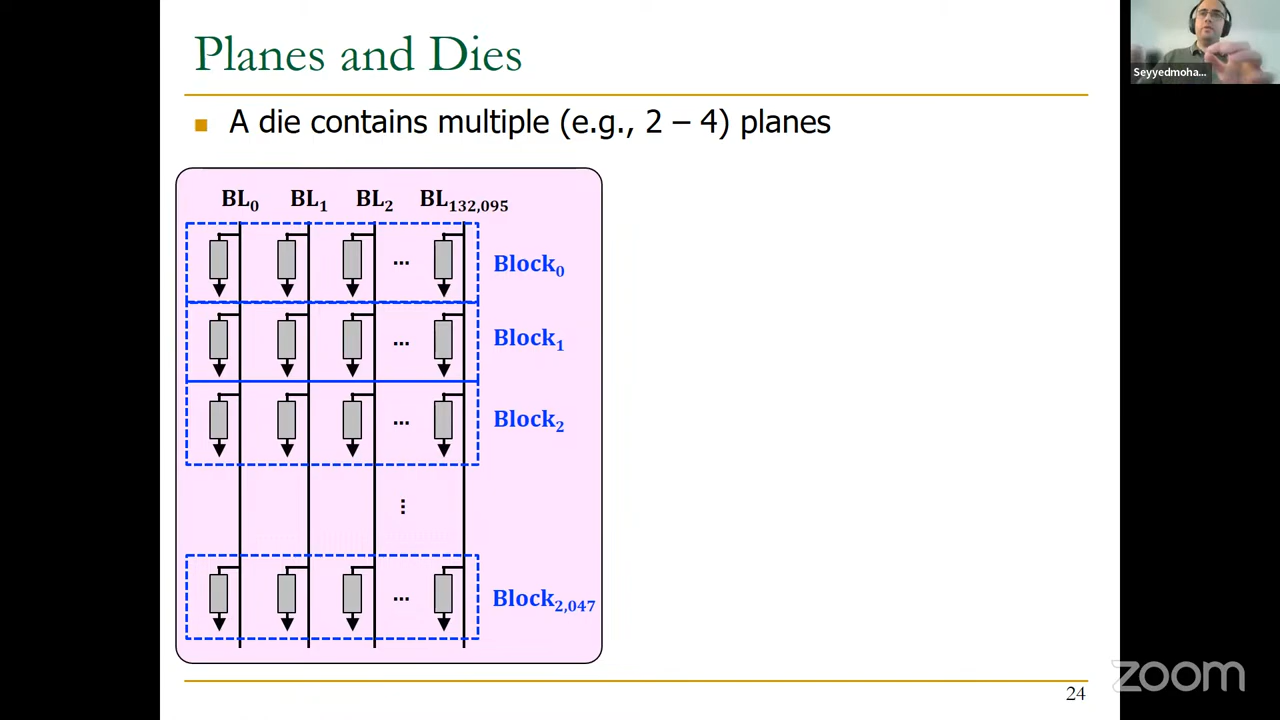 Planes and Dies
Seyyedmoha...
A die contains multiple (e.g., 2 – 4) planes
BL0 BL1 BL2 BL132,095
... Block0
... Block1
... Block2
⋮
... Block2,047
24
zoom